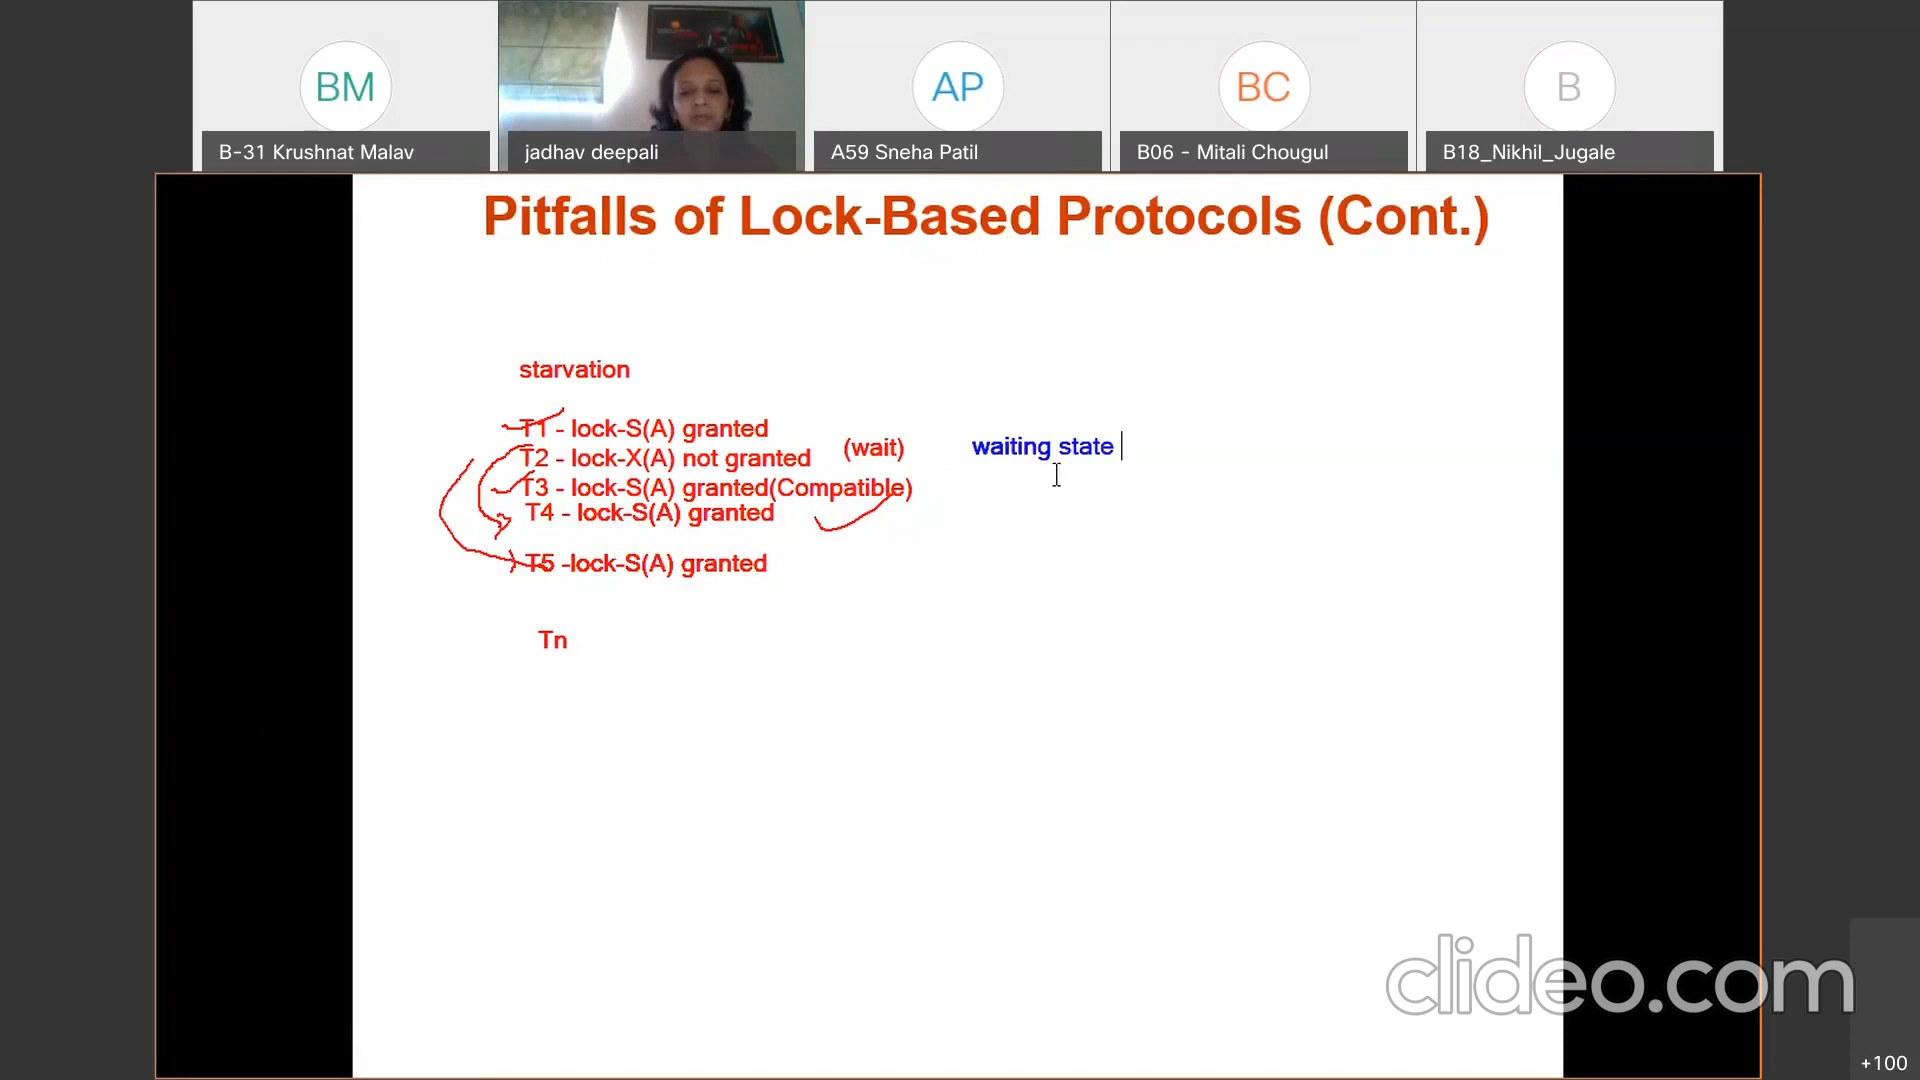 BM
AP
BC
B
B-31 Krushnat Malav
jadhav deepali
A59 Sneha Patil
B06 - Mitali Chougul
B18_Nikhil_Jugale
Pitfalls of Lock-Based Protocols (Cont.)
starvation
T1 - lock-S(A) granted
T2 - lock-X(A) not granted (wait) waiting state
T3 - lock-S(A) granted(Compatible)
T4 - lock-S(A) granted
T5 -lock-S(A) granted
Tn
clideo.com
+100